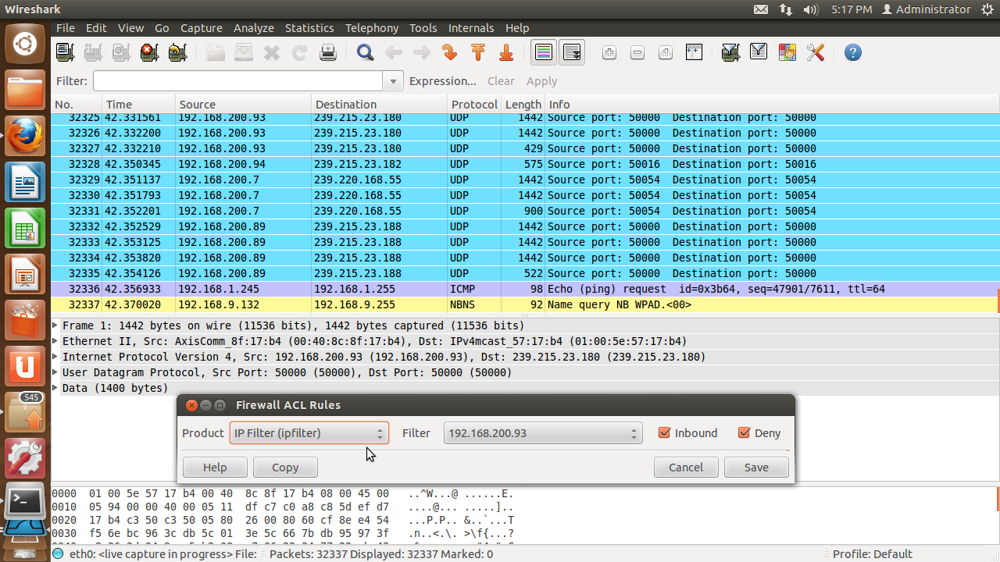 Wireshark 5:17 PM Administrator
File Edit View Go Capture Analyze Statistics Telephony Tools Internals Help
Filter: Expression... Clear Apply
No. Time Source Destination Protocol Length Info
32325 42.331561 192.168.200.93 239.215.23.180 UDP 1442 Source port: 50000 Destination port: 50000
32326 42.332200 192.168.200.93 239.215.23.180 UDP 1442 Source port: 50000 Destination port: 50000
32327 42.332210 192.168.200.93 239.215.23.180 UDP 429 Source port: 50000 Destination port: 50000
32328 42.350345 192.168.200.94 239.215.23.182 UDP 575 Source port: 50016 Destination port: 50016
32329 42.351137 192.168.200.7 239.220.168.55 UDP 1442 Source port: 50054 Destination port: 50054
32330 42.351793 192.168.200.7 239.220.168.55 UDP 1442 Source port: 50054 Destination port: 50054
32331 42.352201 192.168.200.7 239.220.168.55 UDP 900 Source port: 50054 Destination port: 50054
32332 42.352529 192.168.200.89 239.215.23.188 UDP 1442 Source port: 50000 Destination port: 50000
32333 42.353125 192.168.200.89 239.215.23.188 UDP 1442 Source port: 50000 Destination port: 50000
32334 42.353820 192.168.200.89 239.215.23.188 UDP 1442 Source port: 50000 Destination port: 50000
32335 42.354126 192.168.200.89 239.215.23.188 UDP 522 Source port: 50000 Destination port: 50000
32336 42.356933 192.168.1.245 192.168.1.255 ICMP 98 Echo (ping) request id=0x3b64, seq=47901/7611, ttl=64
32337 42.370020 192.168.9.132 192.168.9.255 NBNS 92 Name query NB WPAD.<00>
Frame 1: 1442 bytes on wire (11536 bits), 1442 bytes captured (11536 bits)
Ethernet II, Src: AxisComm_8f:17:b4 (00:40:8c:8f:17:b4), Dst: IPv4mcast_57:17:b4 (01:00:5e:57:17:b4)
Internet Protocol Version 4, Src: 192.168.200.93 (192.168.200.93), Dst: 239.215.23.180 (239.215.23.180)
User Datagram Protocol, Src Port: 50000 (50000), Dst Port: 50000 (50000)
Data (1400 bytes)
545
Firewall ACL Rules
Product IP Filter (ipfilter) Filter 192.168.200.93 Inbound Deny
Help Copy Cancel Save
0000 01 00 5e 57 17 b4 00 40 8c 8f 17 b4 08 00 45 00 ..^W...@ ......E.
0010 05 94 00 00 40 00 05 11 df c7 c0 a8 c8 5d ef d7 ....@... .....]..
0020 17 b4 c3 50 c3 50 05 80 26 00 80 60 cf 8e e4 54 ...P.P.. &..`...T
0030 f5 6e bc 96 3c db 5c 01 3e 5c 66 7b db 95 97 3f .n..<.\. >\f{...?
eth0: <live capture in progress> File: Packets: 32337 Displayed: 32337 Marked: 0 Profile: Default